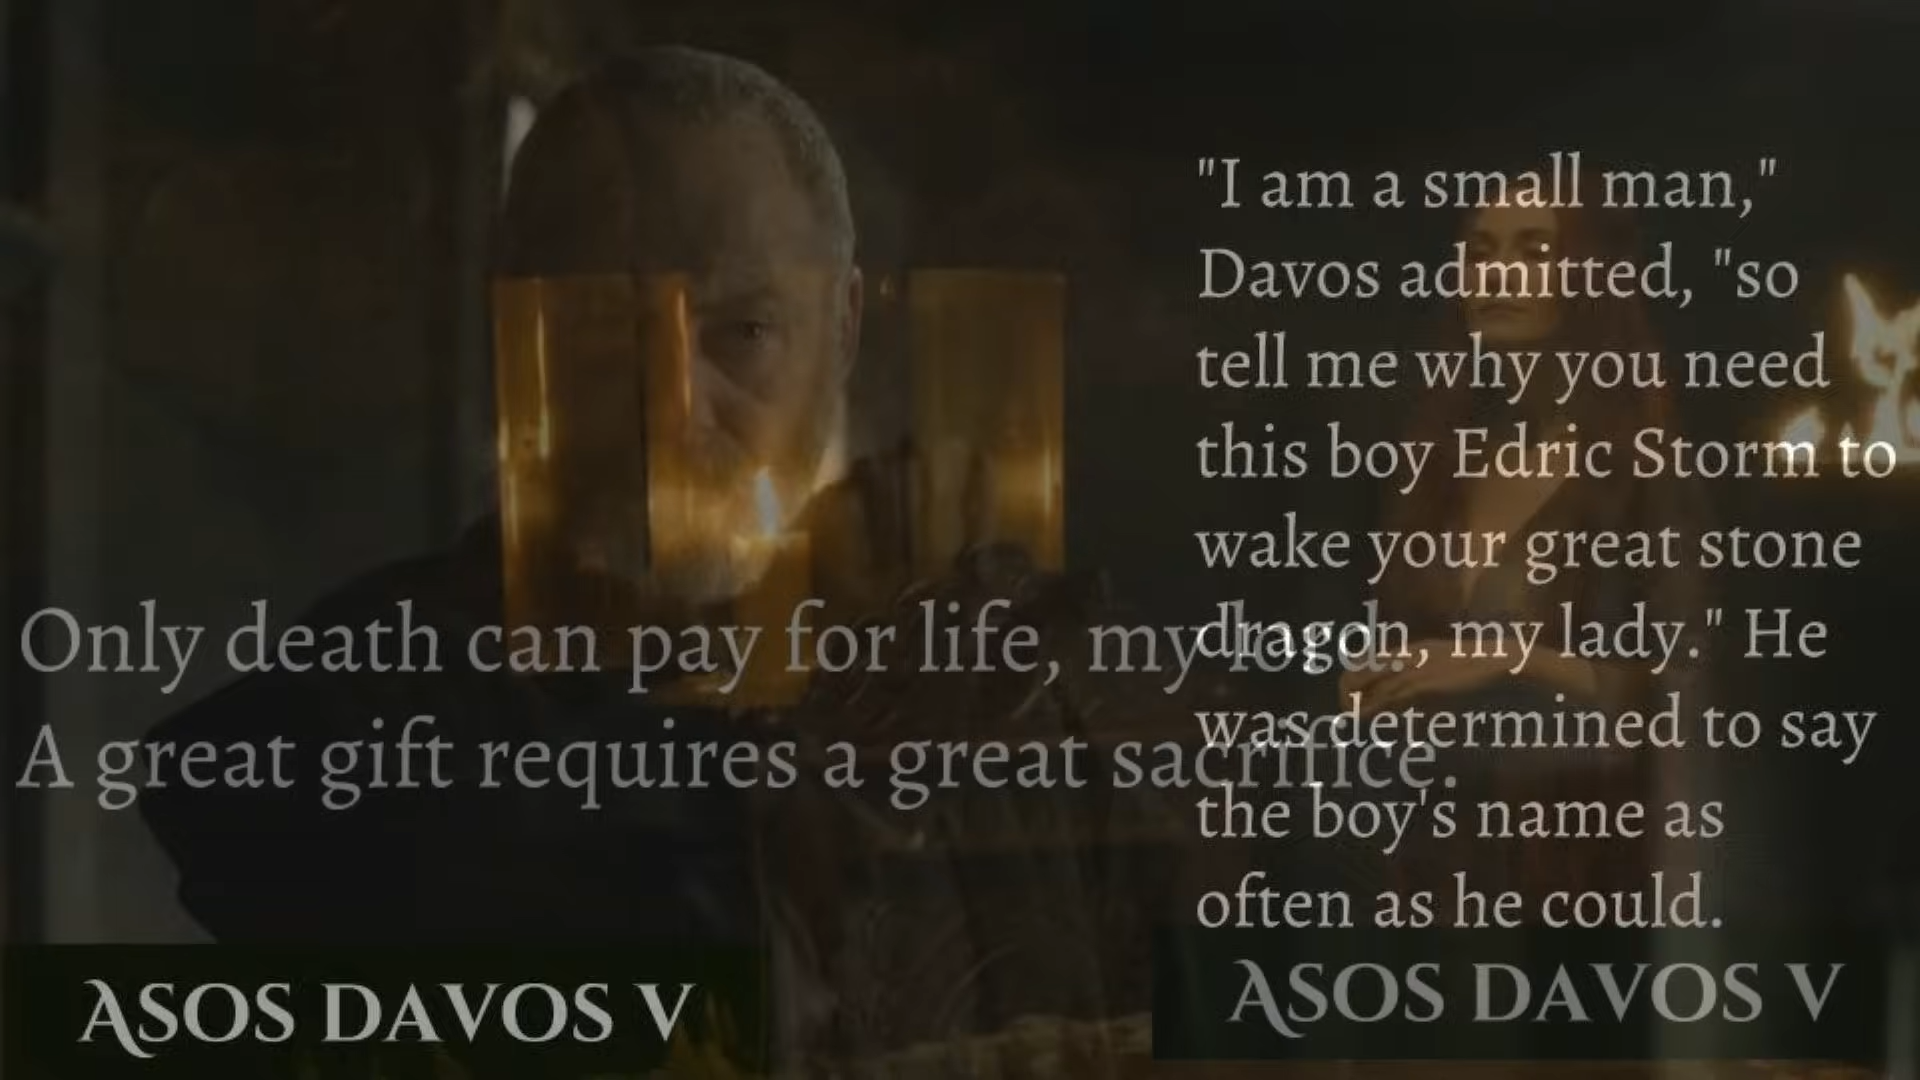 "I am a small man,"
Davos admitted, "so
tell me why you need
this boy Edric Storm to
wake your great stone
dragon, my lady." He
was determined to say
the boy's name as
often as he could.
ASOS DAVOS V
Only death can pay for life, my lord.
A great gift requires a great sacrifice.
ASOS DAVOS V